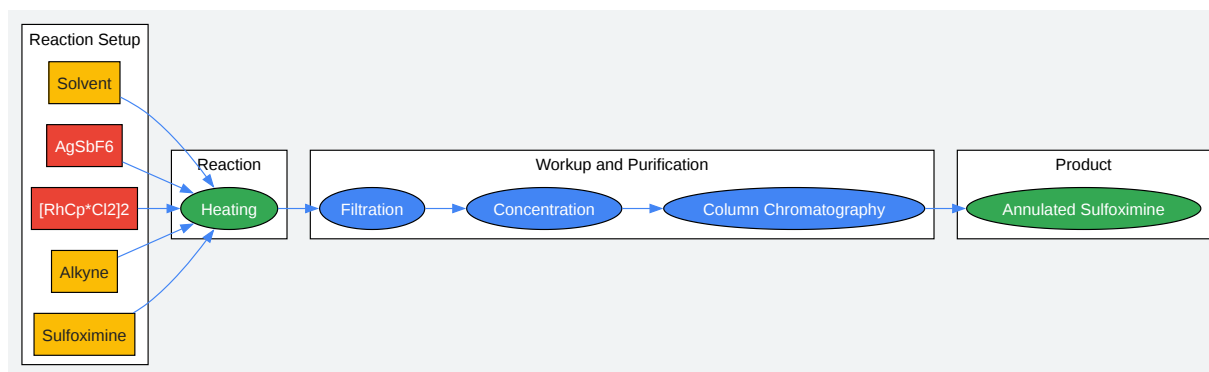 Reaction Setup
Solvent
AgSbF6
[RhCp*Cl2]2
Alkyne
Sulfoximine
Reaction
Heating
Workup and Purification
Filtration
Concentration
Column Chromatography
Product
Annulated Sulfoximine